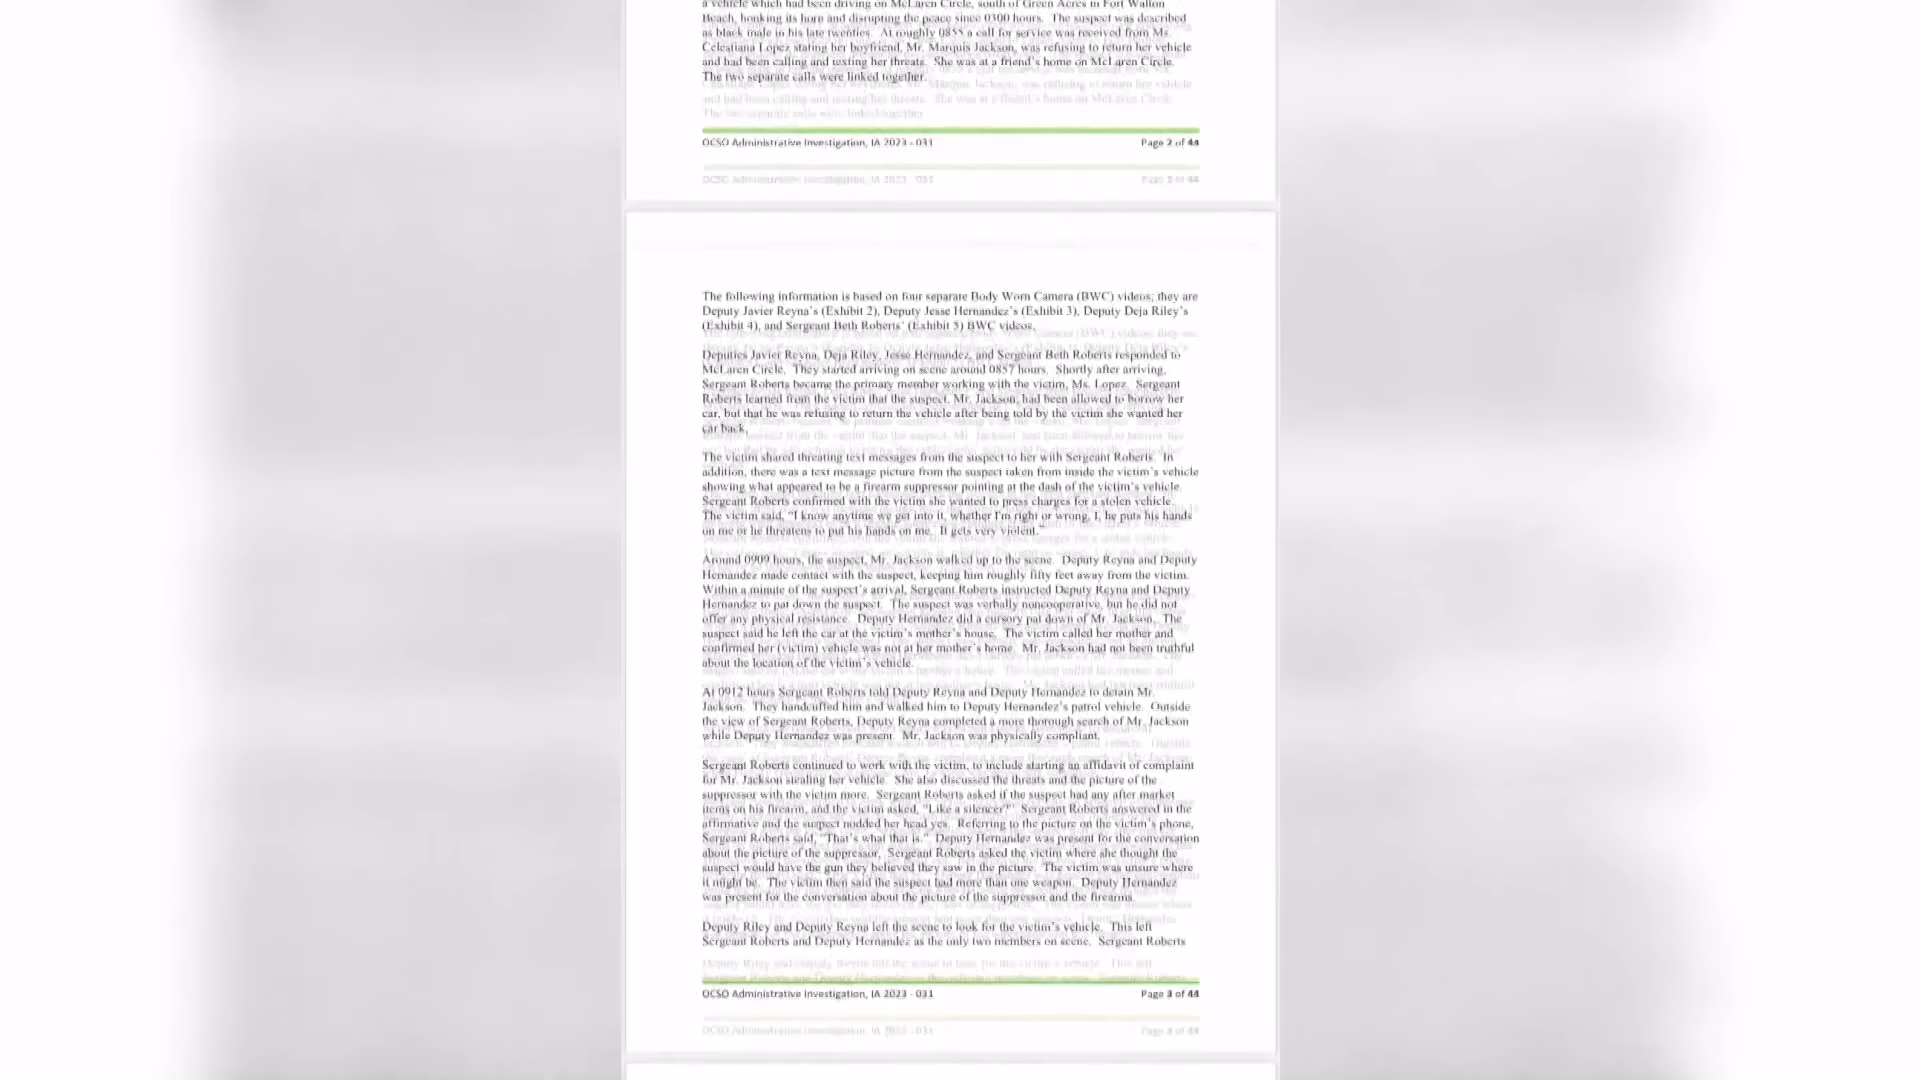 a vehicle which had been driving on McLaren Circle, south of Green Acres in Fort Walton
Beach, honking its horn and disrupting the peace since 0300 hours. The suspect was described
as black male in his late twenties. At roughly 0855 a call for service was received from Ms.
Celestiana Lopez stating her boyfriend, Mr. Marquis Jackson, was refusing to return her vehicle
and had been calling and texting her threats. She was at a friend's home on McLaren Circle.
The two separate calls were linked together.
OCSO Administrative Investigation, IA 2023 - 031 Page 2 of 44
The following information is based on four separate Body Worn Camera (BWC) videos; they are
Deputy Javier Reyna's (Exhibit 2), Deputy Jesse Hernandez's (Exhibit 3), Deputy Deja Riley's
(Exhibit 4), and Sergeant Beth Roberts' (Exhibit 5) BWC videos.
Deputies Javier Reyna, Deja Riley, Jesse Hernandez, and Sergeant Beth Roberts responded to
McLaren Circle. They started arriving on scene around 0857 hours. Shortly after arriving,
Sergeant Roberts became the primary member working with the victim, Ms. Lopez. Sergeant
Roberts learned from the victim that the suspect, Mr. Jackson, had been allowed to borrow her
car, but that he was refusing to return the vehicle after being told by the victim she wanted her
car back.
The victim shared threating text messages from the suspect to her with Sergeant Roberts. In
addition, there was a text message picture from the suspect taken from inside the victim's vehicle
showing what appeared to be a firearm suppressor pointing at the dash of the victim's vehicle.
Sergeant Roberts confirmed with the victim she wanted to press charges for a stolen vehicle.
The victim said, "I know anytime we get into it, whether I'm right or wrong, I, he puts his hands
on me or he threatens to put his hands on me. It gets very violent."
Around 0909 hours, the suspect, Mr. Jackson walked up to the scene. Deputy Reyna and Deputy
Hernandez made contact with the suspect, keeping him roughly fifty feet away from the victim.
Within a minute of the suspect's arrival, Sergeant Roberts instructed Deputy Reyna and Deputy
Hernandez to pat down the suspect. The suspect was verbally noncooperative, but he did not
offer any physical resistance. Deputy Hernandez did a cursory pat down of Mr. Jackson. The
suspect said he left the car at the victim's mother's house. The victim called her mother and
confirmed her (victim) vehicle was not at her mother's home. Mr. Jackson had not been truthful
about the location of the victim's vehicle.
At 0912 hours Sergeant Roberts told Deputy Reyna and Deputy Hernandez to detain Mr.
Jackson. They handcuffed him and walked him to Deputy Hernandez's patrol vehicle. Outside
the view of Sergeant Roberts, Deputy Reyna completed a more thorough search of Mr. Jackson
while Deputy Hernandez was present. Mr. Jackson was physically compliant.
Sergeant Roberts continued to work with the victim, to include starting an affidavit of complaint
for Mr. Jackson stealing her vehicle. She also discussed the threats and the picture of the
suppressor with the victim more. Sergeant Roberts asked if the suspect had any after market
items on his firearm, and the victim asked, "Like a silencer?" Sergeant Roberts answered in the
affirmative and the suspect nodded her head yes. Referring to the picture on the victim's phone,
Sergeant Roberts said, "That's what that is." Deputy Hernandez was present for the conversation
about the picture of the suppressor. Sergeant Roberts asked the victim where she thought the
suspect would have the gun they believed they saw in the picture. The victim was unsure where
it might be. The victim then said the suspect had more than one weapon. Deputy Hernandez
was present for the conversation about the picture of the suppressor and the firearms.
Deputy Riley and Deputy Reyna left the scene to look for the victim's vehicle. This left
Sergeant Roberts and Deputy Hernandez as the only two members on scene. Sergeant Roberts
OCSO Administrative Investigation, IA 2023 - 031 Page 3 of 44